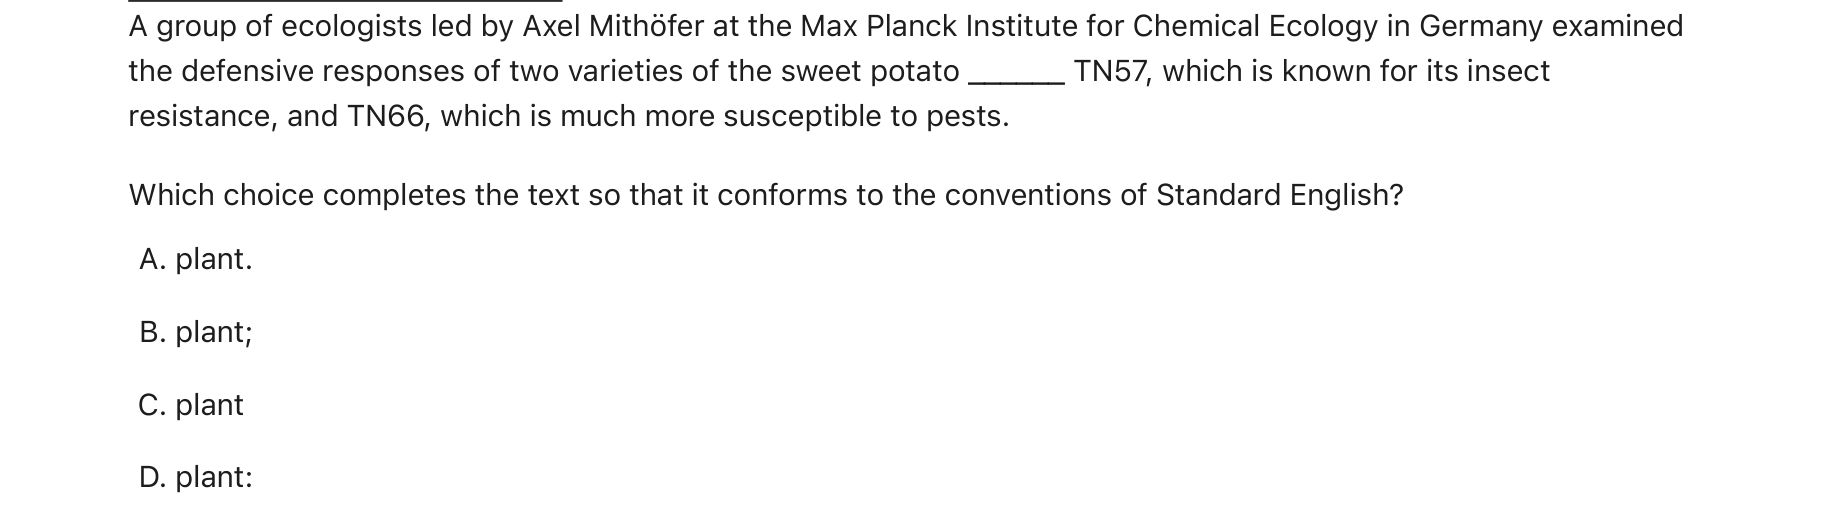 A group of ecologists led by Axel Mithöfer at the Max Planck Institute for Chemical Ecology in Germany examined
the defensive responses of two varieties of the sweet potato ______ TN57, which is known for its insect
resistance, and TN66, which is much more susceptible to pests.
Which choice completes the text so that it conforms to the conventions of Standard English?
A. plant.
B. plant;
C. plant
D. plant: